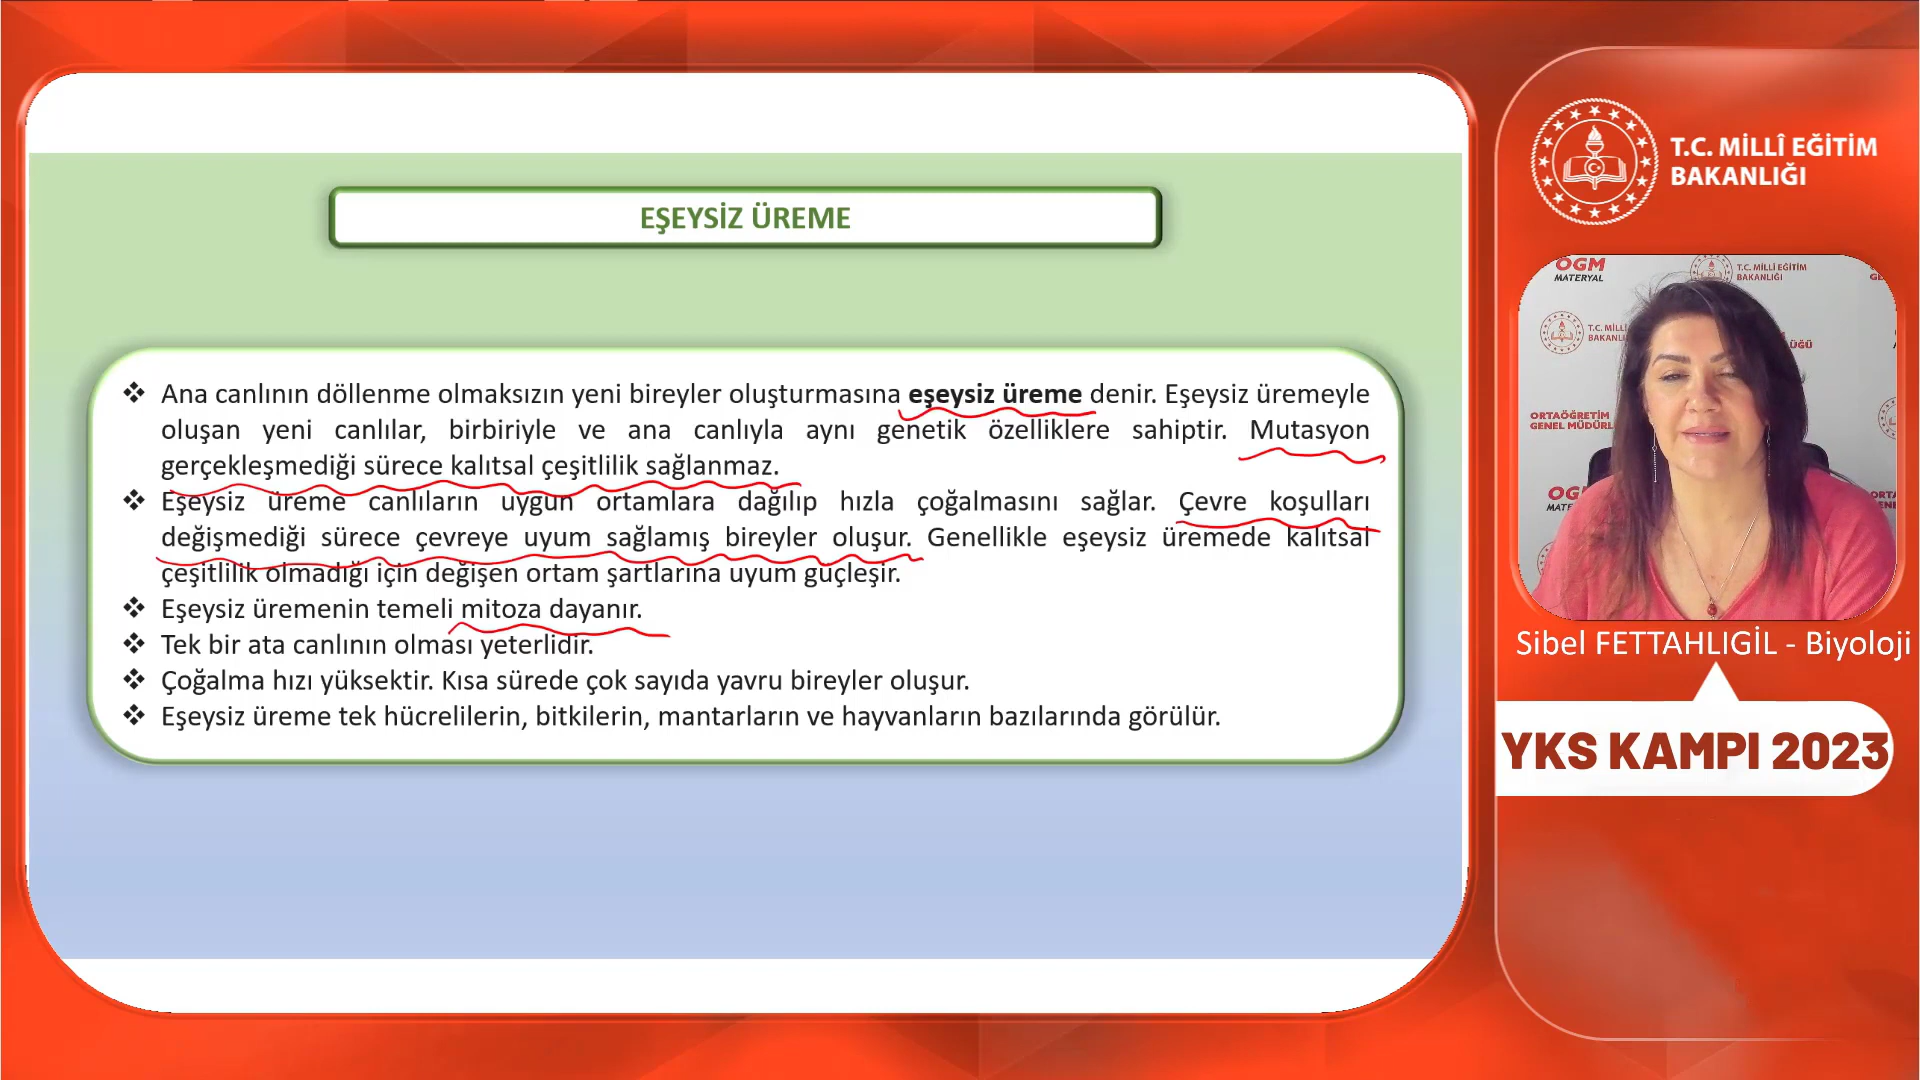 EŞEYSİZ ÜREME
❖ Ana canlının döllenme olmaksızın yeni bireyler oluşturmasına eşeysiz üreme denir. Eşeysiz üremeyle
oluşan yeni canlılar, birbiriyle ve ana canlıyla aynı genetik özelliklere sahiptir. Mutasyon
gerçekleşmediği sürece kalıtsal çeşitlilik sağlanmaz.
❖ Eşeysiz üreme canlıların uygun ortamlara dağılıp hızla çoğalmasını sağlar. Çevre koşulları
değişmediği sürece çevreye uyum sağlamış bireyler oluşur. Genellikle eşeysiz üremede kalıtsal
çeşitlilik olmadığı için değişen ortam şartlarına uyum güçleşir.
❖ Eşeysiz üremenin temeli mitoza dayanır.
❖ Tek bir ata canlının olması yeterlidir.
❖ Çoğalma hızı yüksektir. Kısa sürede çok sayıda yavru bireyler oluşur.
❖ Eşeysiz üreme tek hücrelilerin, bitkilerin, mantarların ve hayvanların bazılarında görülür.
T.C. MİLLÎ EĞİTİM
BAKANLIĞI
ÖGM
MATERYAL
T.C. MİLLÎ EĞİTİM
BAKANLIĞI
T.C. MİLLÎ
ORTAÖĞRETİM
Sibel FETTAHLIGİL - Biyoloji
YKS KAMPI 2023